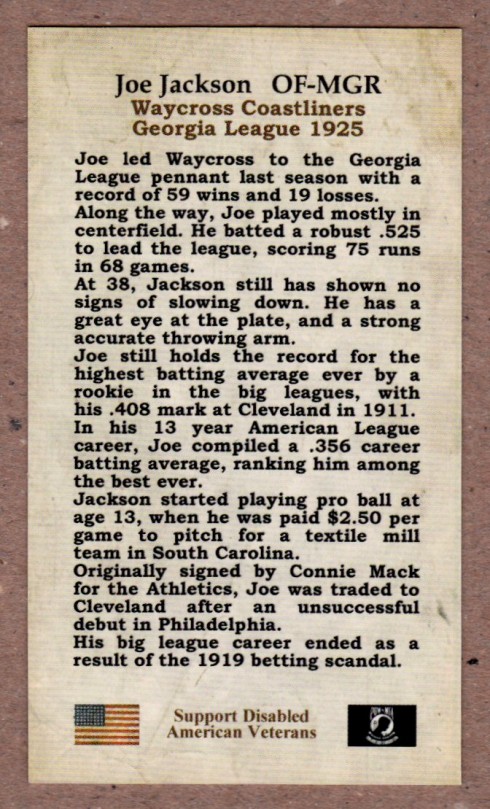 Joe Jackson OF-MGR
Waycross Coastliners
Georgia League 1925
Joe led Waycross to the Georgia
League pennant last season with a
record of 59 wins and 19 losses.
Along the way, Joe played mostly in
centerfield. He batted a robust .525
to lead the league, scoring 75 runs
in 68 games.
At 38, Jackson still has shown no
signs of slowing down. He has a
great eye at the plate, and a strong
accurate throwing arm.
Joe still holds the record for the
highest batting average ever by a
rookie in the big leagues, with
his .408 mark at Cleveland in 1911.
In his 13 year American League
career, Joe compiled a .356 career
batting average, ranking him among
the best ever.
Jackson started playing pro ball at
age 13, when he was paid $2.50 per
game to pitch for a textile mill
team in South Carolina.
Originally signed by Connie Mack
for the Athletics, Joe was traded to
Cleveland after an unsuccessful
debut in Philadelphia.
His big league career ended as a
result of the 1919 betting scandal.
Support Disabled
American Veterans